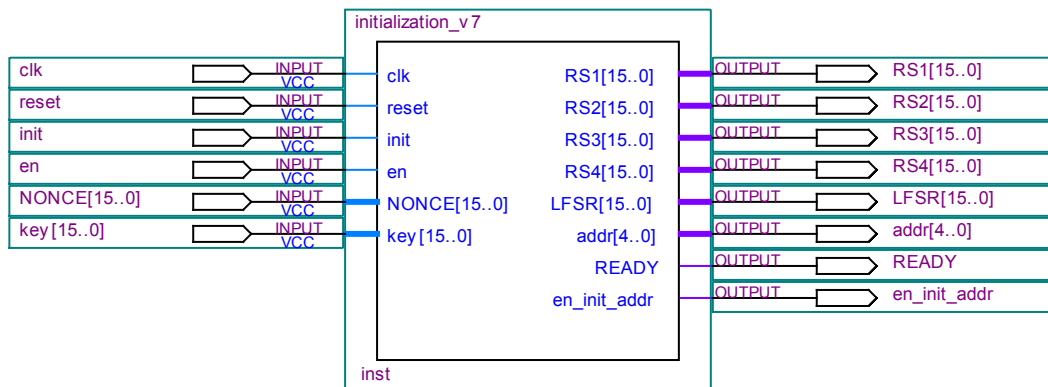 initialization_v7
clk INPUT VCC clk RS1[15..0] OUTPUT RS1[15..0]
reset INPUT VCC reset RS2[15..0] OUTPUT RS2[15..0]
init INPUT VCC init RS3[15..0] OUTPUT RS3[15..0]
en INPUT VCC en RS4[15..0] OUTPUT RS4[15..0]
NONCE[15..0] INPUT VCC NONCE[15..0] LFSR[15..0] OUTPUT LFSR[15..0]
key[15..0] INPUT VCC key[15..0] addr[4..0] OUTPUT addr[4..0]
READY OUTPUT READY
en_init_addr OUTPUT en_init_addr
inst